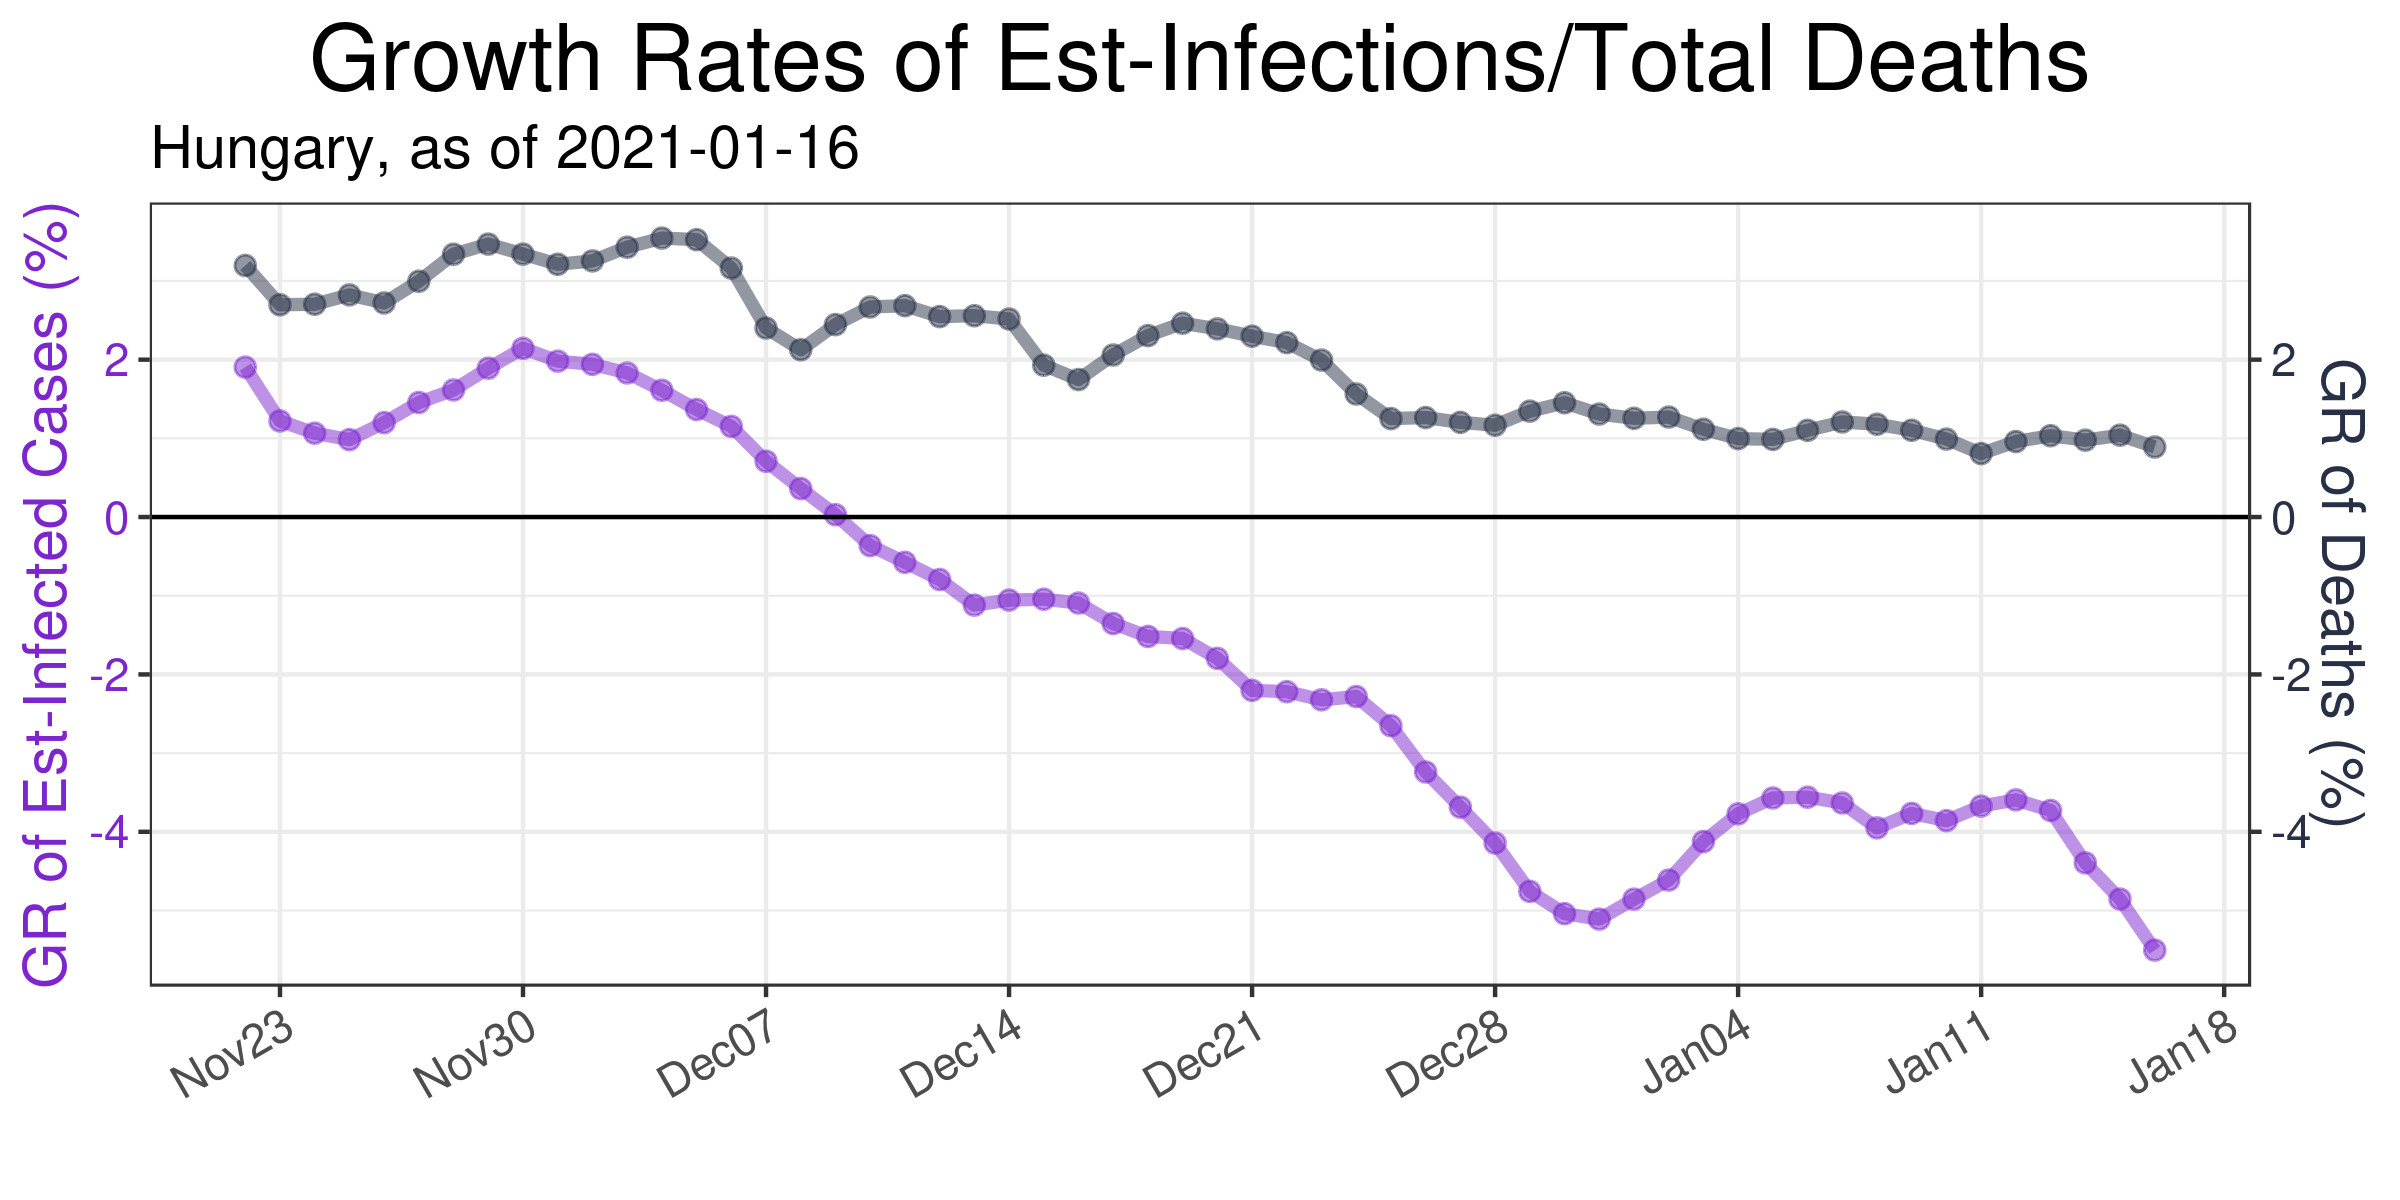 Growth Rates of Est-Infections/Total Deaths
Hungary, as of 2021-01-16
GR of Est-Infected Cases (%)
2
0
-2
-4
2
0
-2
-4
GR of Deaths (%)
Nov23
Nov30
Dec07
Dec14
Dec21
Dec28
Jan04
Jan11
Jan18